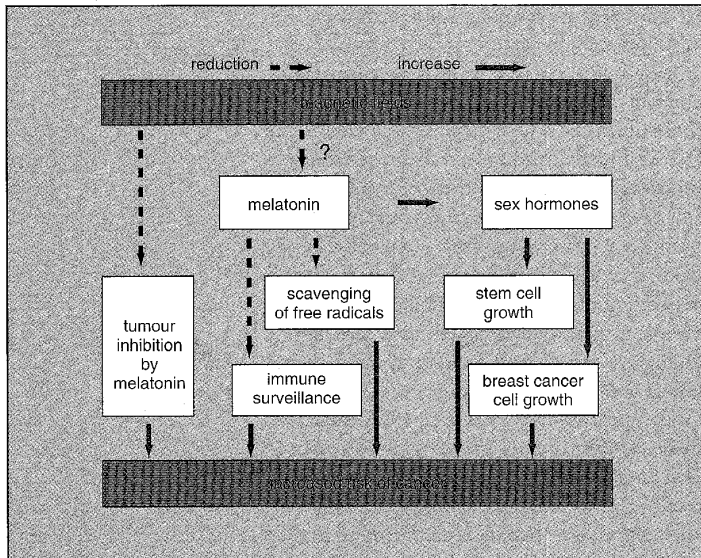 reduction increase
magnetic fields
?
melatonin sex hormones
scavenging
of free radicals
stem cell
growth
tumour
inhibition
by
melatonin
immune
surveillance
breast cancer
cell growth
increased risk of cancer